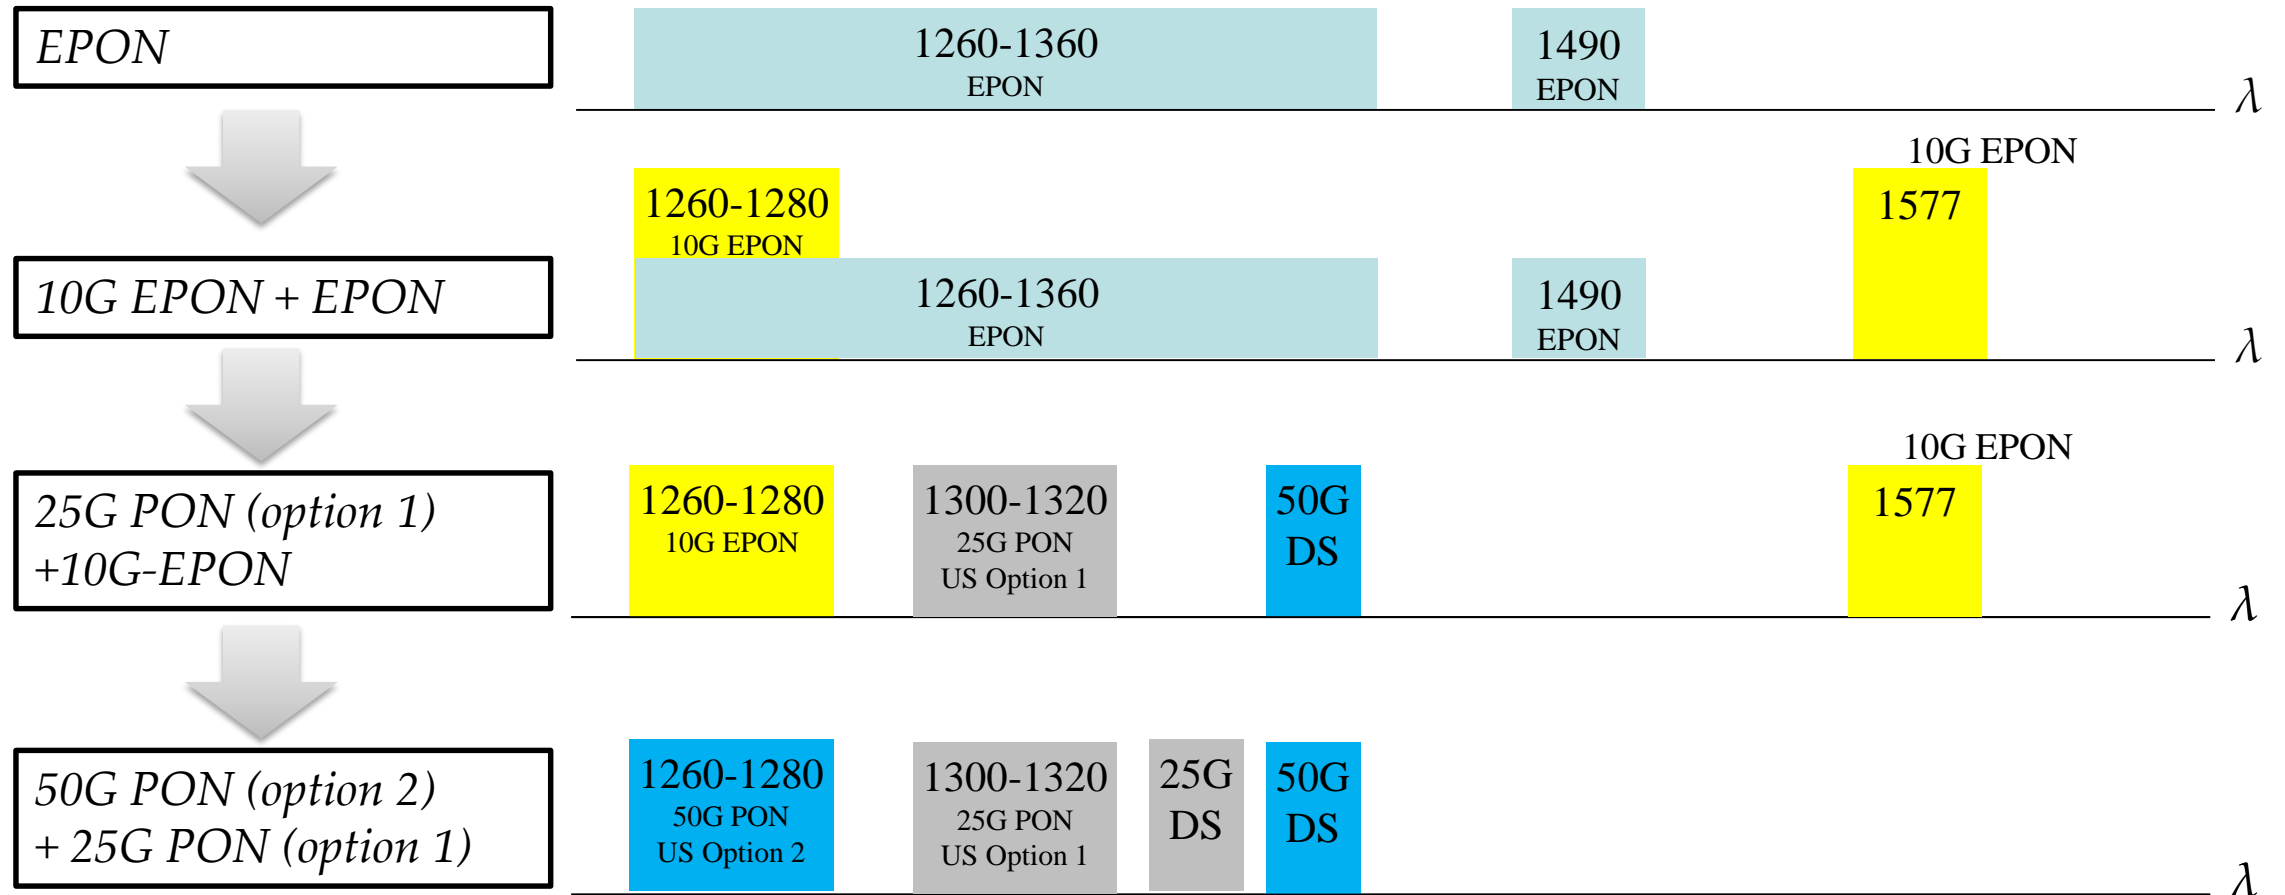 EPON
1260-1360
EPON
1490
EPON
λ
10G EPON
1260-1280
10G EPON
1577
10G EPON + EPON
1260-1360
EPON
1490
EPON
λ
10G EPON
25G PON (option 1)
+10G-EPON
1260-1280
10G EPON
1300-1320
25G PON
US Option 1
50G
DS
1577
λ
50G PON (option 2)
+ 25G PON (option 1)
1260-1280
50G PON
US Option 2
1300-1320
25G PON
US Option 1
25G
DS
50G
DS
λ